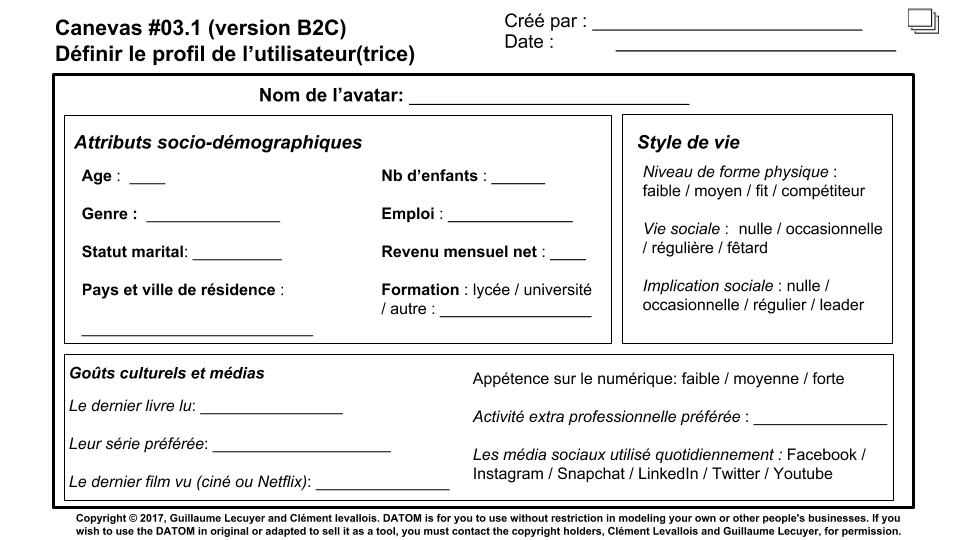 Canevas #03.1 (version B2C)
Définir le profil de l’utilisateur(trice)
Créé par : ______________________________
Date : _______________________________
Nom de l’avatar: ____________________________
Attributs socio-démographiques
Age : ____
Genre : _______________
Statut marital: __________
Pays et ville de résidence :
__________________________
Nb d’enfants : ______
Emploi : ______________
Revenu mensuel net : ____
Formation : lycée / université
/ autre : _________________
Style de vie
Niveau de forme physique :
faible / moyen / fit / compétiteur
Vie sociale : nulle / occasionnelle
/ régulière / fêtard
Implication sociale : nulle /
occasionnelle / régulier / leader
Goûts culturels et médias
Le dernier livre lu: ________________
Leur série préférée: ____________________
Le dernier film vu (ciné ou Netflix): _______________
Appétence sur le numérique: faible / moyenne / forte
Activité extra professionnelle préférée : _______________
Les média sociaux utilisé quotidiennement : Facebook /
Instagram / Snapchat / LinkedIn / Twitter / Youtube
Copyright © 2017, Guillaume Lecuyer and Clément levallois. DATOM is for you to use without restriction in modeling your own or other people's businesses. If you
wish to use the DATOM in original or adapted to sell it as a tool, you must contact the copyright holders, Clément Levallois and Guillaume Lecuyer, for permission.